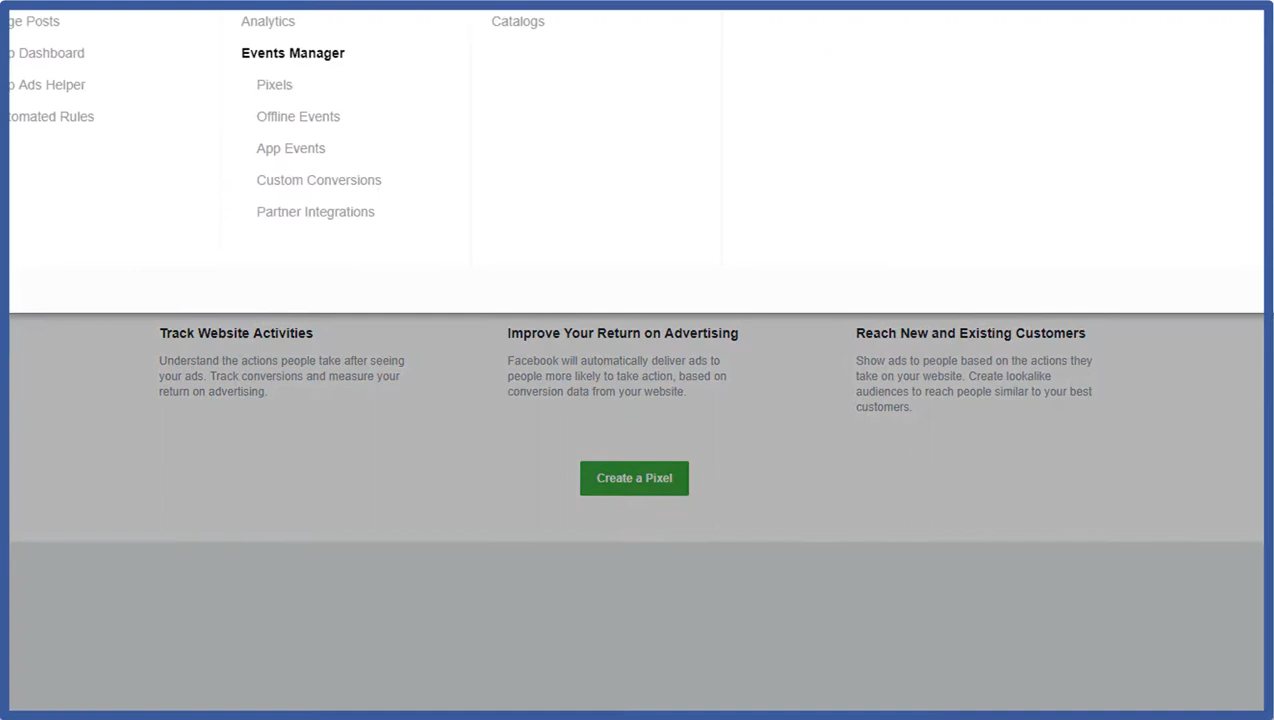 ge Posts
Dashboard
Ads Helper
tomated Rules
Analytics
Events Manager
Pixels
Offline Events
App Events
Custom Conversions
Partner Integrations
Catalogs
Track Website Activities
Understand the actions people take after seeing
your ads. Track conversions and measure your
return on advertising.
Improve Your Return on Advertising
Facebook will automatically deliver ads to
people more likely to take action, based on
conversion data from your website.
Reach New and Existing Customers
Show ads to people based on the actions they
take on your website. Create lookalike
audiences to reach people similar to your best
customers.
Create a Pixel